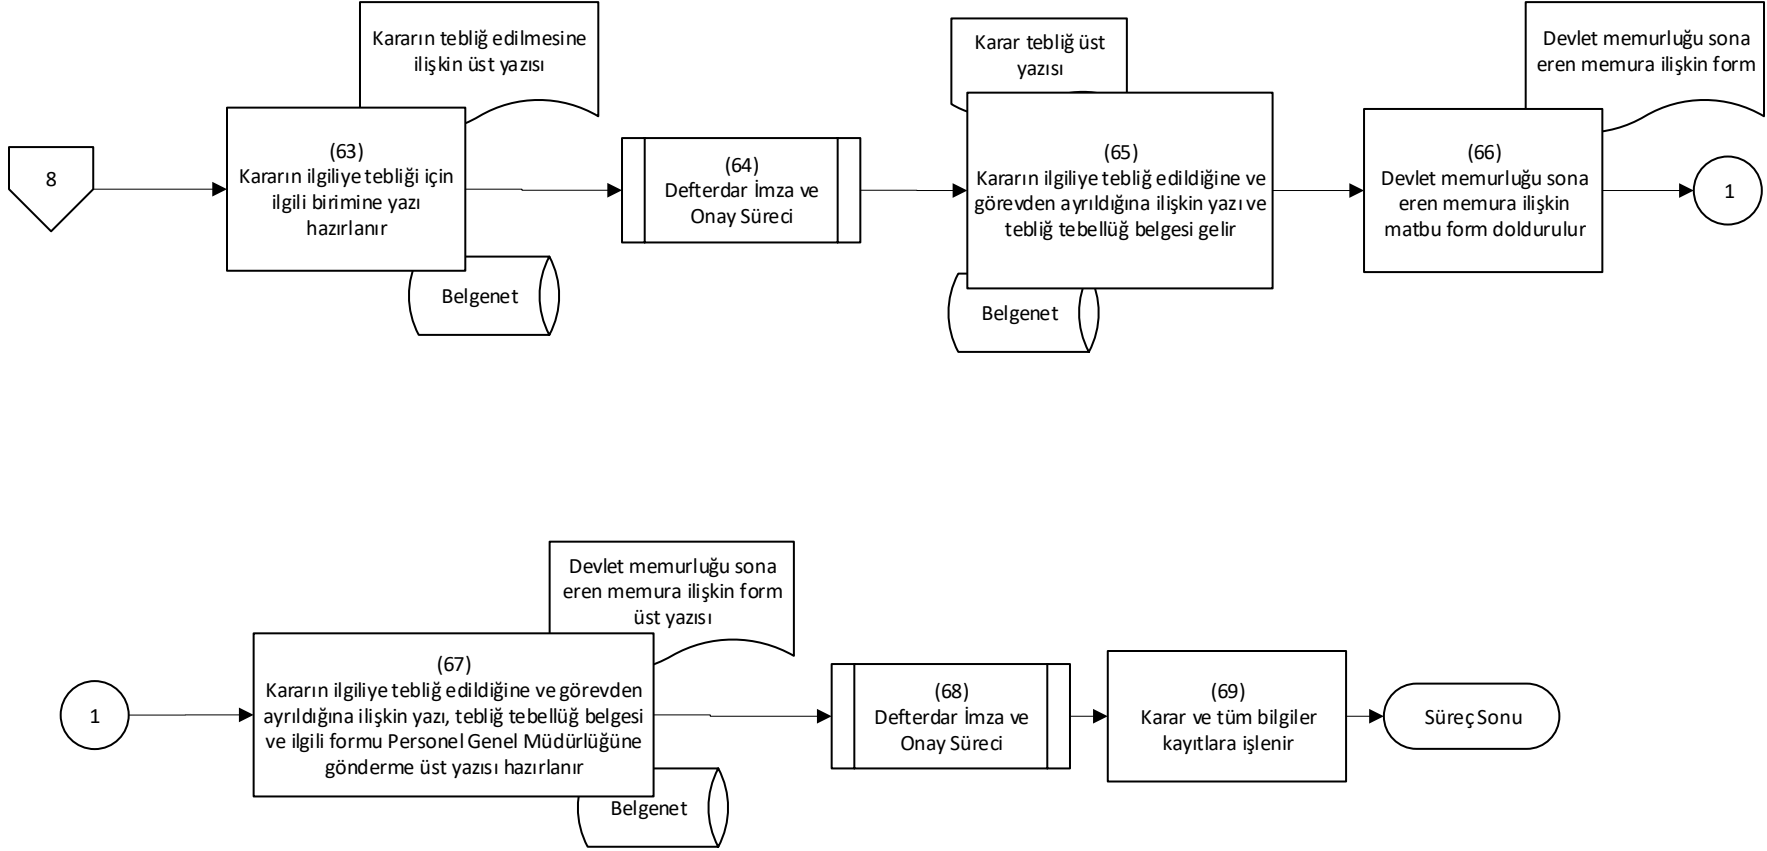 8
Kararın tebliğ edilmesine
ilişkin üst yazısı
(63)
Kararın ilgiliye tebliği için
ilgili birimine yazı
hazırlanır
Belgenet
(64)
Defterdar İmza ve
Onay Süreci
Karar tebliğ üst
yazısı
(65)
Kararın ilgiliye tebliğ edildiğine ve
görevden ayrıldığına ilişkin yazı ve
tebliğ tebellüğ belgesi gelir
Belgenet
Devlet memurluğu sona
eren memura ilişkin form
(66)
Devlet memurluğu sona
eren memura ilişkin
matbu form doldurulur
1
1
Devlet memurluğu sona
eren memura ilişkin form
üst yazısı
(67)
Kararın ilgiliye tebliğ edildiğine ve görevden
ayrıldığına ilişkin yazı, tebliğ tebellüğ belgesi
ve ilgili formu Personel Genel Müdürlüğüne
gönderme üst yazısı hazırlanır
Belgenet
(68)
Defterdar İmza ve
Onay Süreci
(69)
Karar ve tüm bilgiler
kayıtlara işlenir
Süreç Sonu